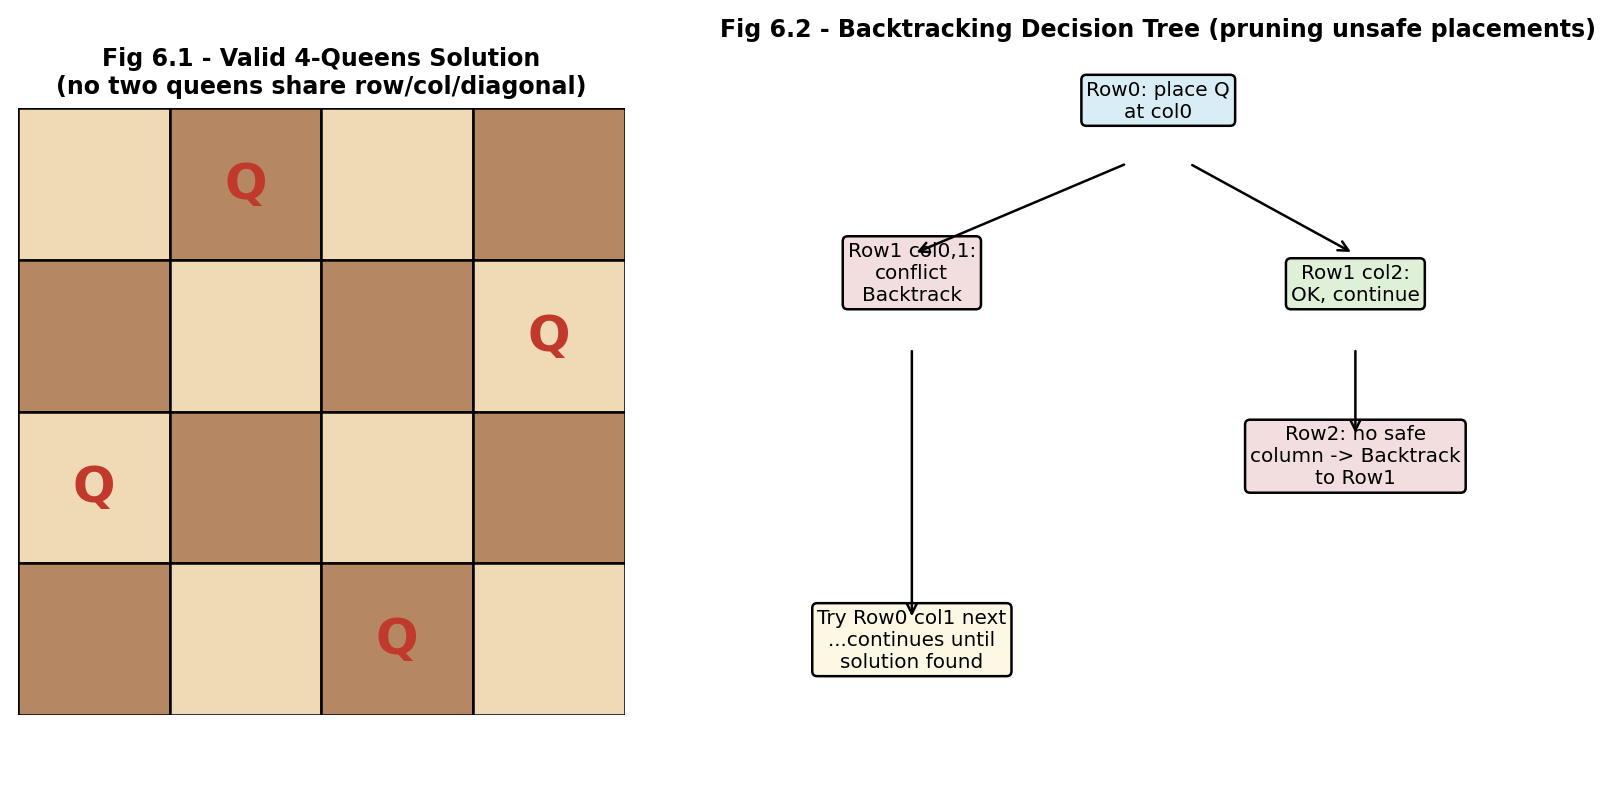 Fig 6.1 - Valid 4-Queens Solution
(no two queens share row/col/diagonal)
Q
Q
Q
Q
Fig 6.2 - Backtracking Decision Tree (pruning unsafe placements)
Row0: place Q
at col0
Row1 col0,1:
conflict
Backtrack
Row1 col2:
OK, continue
Row2: no safe
column -> Backtrack
to Row1
Try Row0 col1 next
...continues until
solution found